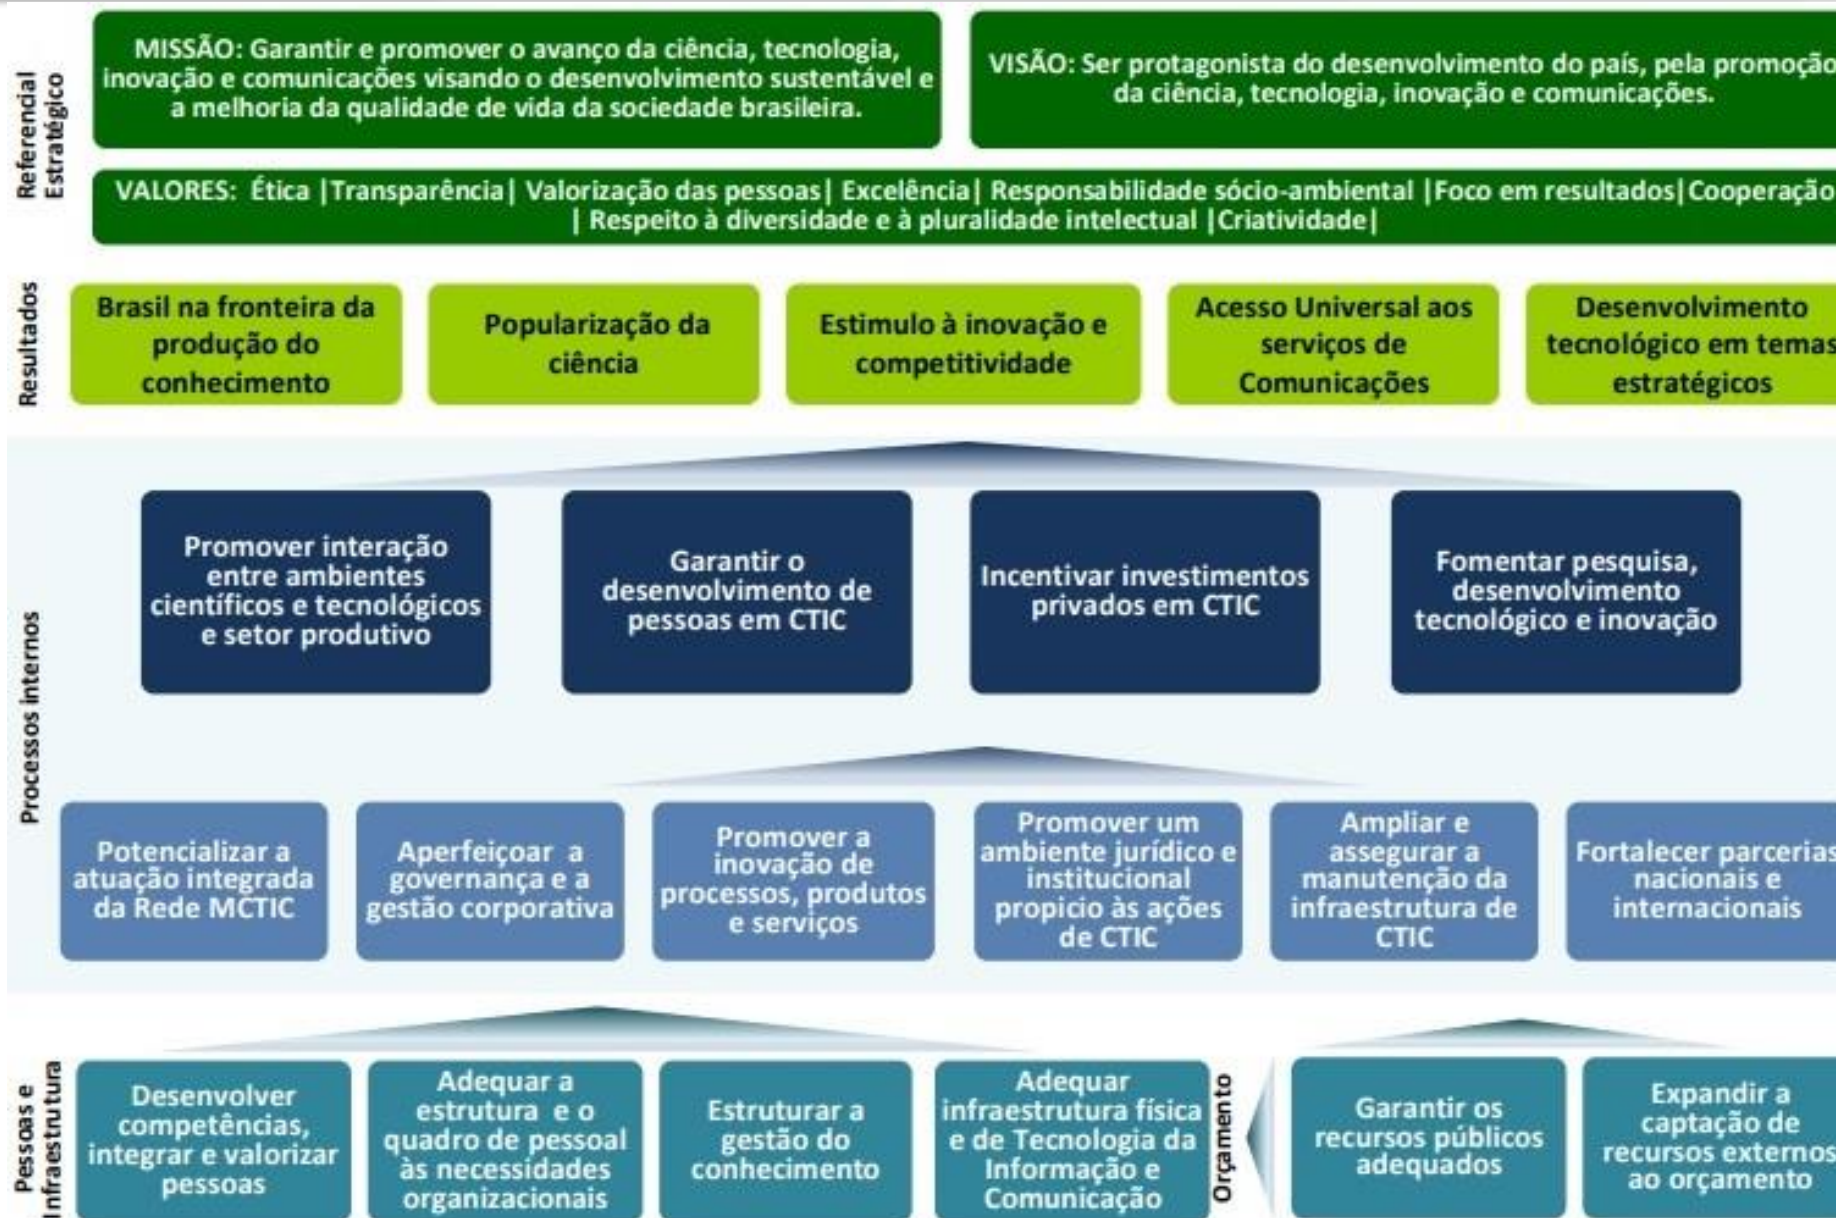 Referencial
Estratégico
MISSÃO: Garantir e promover o avanço da ciência, tecnologia,
inovação e comunicações visando o desenvolvimento sustentável e
a melhoria da qualidade de vida da sociedade brasileira.
VISÃO: Ser protagonista do desenvolvimento do país, pela promoção
da ciência, tecnologia, inovação e comunicações.
VALORES: Ética |Transparência| Valorização das pessoas| Excelência| Responsabilidade sócio-ambiental |Foco em resultados|Cooperação
| Respeito à diversidade e à pluralidade intelectual |Criatividade|
Resultados
Brasil na fronteira da
produção do
conhecimento
Popularização da
ciência
Estimulo à inovação e
competitividade
Acesso Universal aos
serviços de
Comunicações
Desenvolvimento
tecnológico em temas
estratégicos
Processos internos
Promover interação
entre ambientes
científicos e tecnológicos
e setor produtivo
Garantir o
desenvolvimento de
pessoas em CTIC
Incentivar investimentos
privados em CTIC
Fomentar pesquisa,
desenvolvimento
tecnológico e inovação
Potencializar a
atuação integrada
da Rede MCTIC
Aperfeiçoar a
governança e a
gestão corporativa
Promover a
inovação de
processos, produtos
e serviços
Promover um
ambiente jurídico e
institucional
propicio às ações
de CTIC
Ampliar e
assegurar a
manutenção da
infraestrutura de
CTIC
Fortalecer parcerias
nacionais e
internacionais
Pessoas e
Infraestrutura
Desenvolver
competências,
integrar e valorizar
pessoas
Adequar a
estrutura e o
quadro de pessoal
às necessidades
organizacionais
Estruturar a
gestão do
conhecimento
Adequar
infraestrutura física
e de Tecnologia da
Informação e
Comunicação
Orçamento
Garantir os
recursos públicos
adequados
Expandir a
captação de
recursos externos
ao orçamento